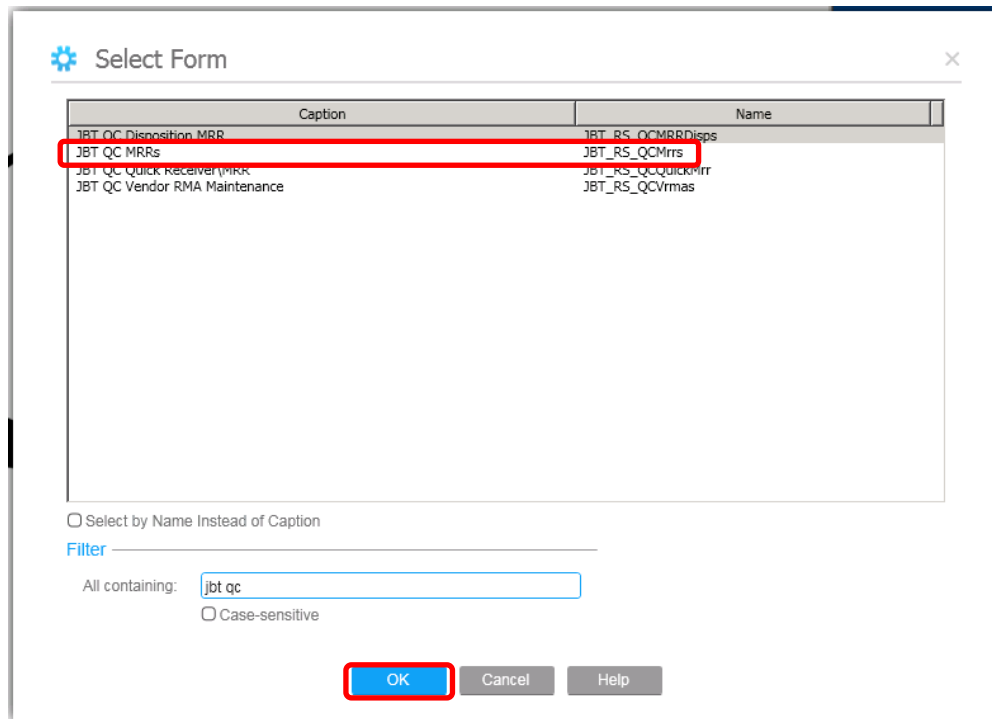 Select Form
Caption Name
JBT QC Disposition MRR JBT_RS_QCMRRDisps
JBT QC MRRs JBT_RS_QCMrrs
JBT QC Quick Receiver\MRR JBT_RS_QCQuickMrr
JBT QC Vendor RMA Maintenance JBT_RS_QCVrmas
Select by Name Instead of Caption
Filter
All containing: jbt qc
Case-sensitive
OK Cancel Help